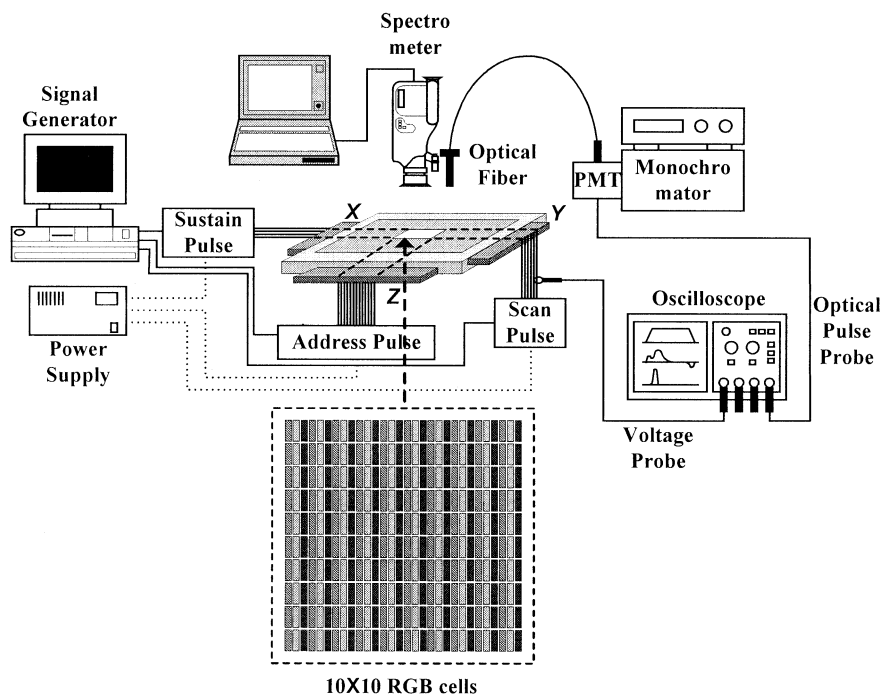 Spectro
meter
Signal
Generator
Optical
Fiber
PMT
Monochro
mator
X
Y
Sustain
Pulse
Z
Scan
Pulse
Oscilloscope
Optical
Pulse
Probe
Address Pulse
Power
Supply
Voltage
Probe
10X10 RGB cells